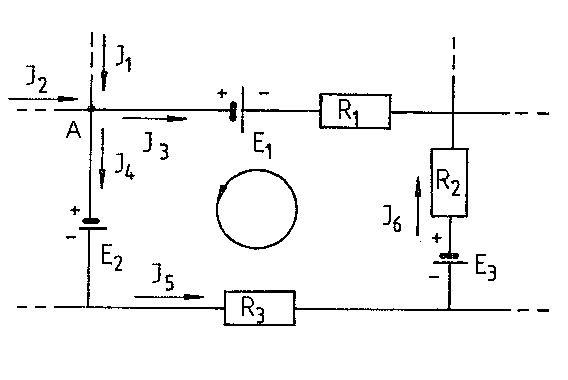 J1
J2
+ -
R1
A
J3
E1
J4
R2
J6
+
-
E2
+
-
E3
J5
R3